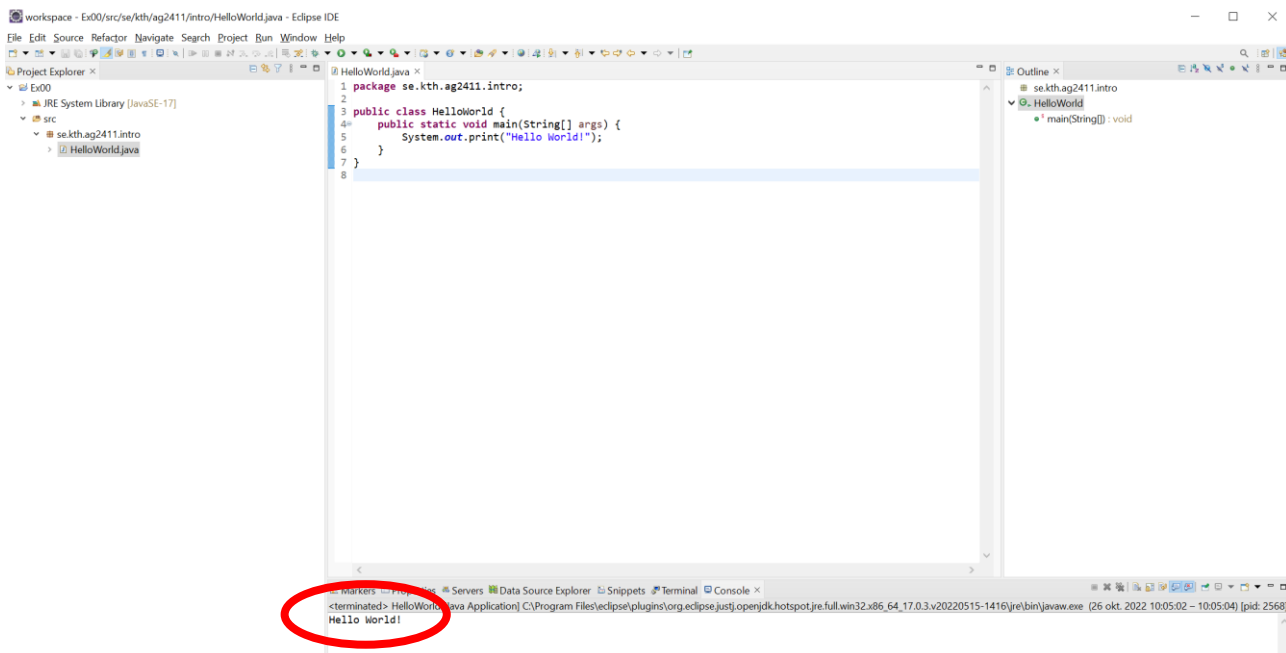 workspace - Ex00/src/se/kth/ag2411/intro/HelloWorld.java - Eclipse IDE
File Edit Source Refactor Navigate Search Project Run Window Help
Project Explorer ×
Ex00
JRE System Library [JavaSE-17]
src
se.kth.ag2411.intro
HelloWorld.java
HelloWorld.java ×
1 package se.kth.ag2411.intro;
2
3 public class HelloWorld {
4 public static void main(String[] args) {
5 System.out.print("Hello World!");
6 }
7 }
8
Outline ×
se.kth.ag2411.intro
HelloWorld
main(String[]) : void
Markers Properties Servers Data Source Explorer Snippets Terminal Console ×
<terminated> HelloWorld [Java Application] C:\Program Files\eclipse\plugins\org.eclipse.justj.openjdk.hotspot.jre.full.win32.x86_64_17.0.3.v20220515-1416\jre\bin\javaw.exe (26 okt. 2022 10:05:02 – 10:05:04) [pid: 2568]
Hello World!